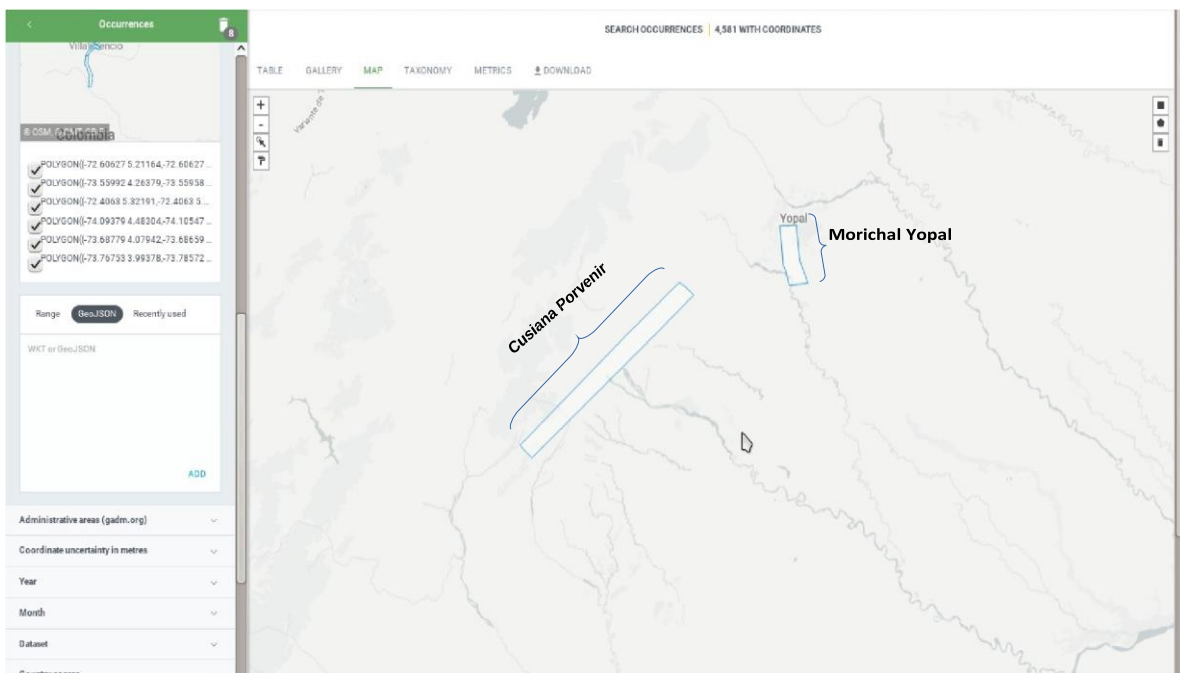 Occurrences
8
SEARCH OCCURRENCES | 4,581 WITH COORDINATES
Villavicencio
Colombia
TABLE GALLERY MAP TAXONOMY METRICS DOWNLOAD
POLYGON((-72.60627 5.21164,-72.60627 ...
POLYGON((-73.55992 4.26379,-73.55958 ...
POLYGON((-72.4063 5.32191,-72.4063 5 ...
POLYGON((-74.09379 4.48304,-74.10547 ...
POLYGON((-73.68779 4.07942,-73.68659 ...
POLYGON((-73.76753 3.99378,-73.78572 ...
Range GeoJSON Recently used
WKT or GeoJSON
ADD
Administrative areas (gadm.org)
Coordinate uncertainty in metres
Year
Month
Dataset
+
-
Variante de
Yopal
Morichal Yopal
Cusiana Porvenir